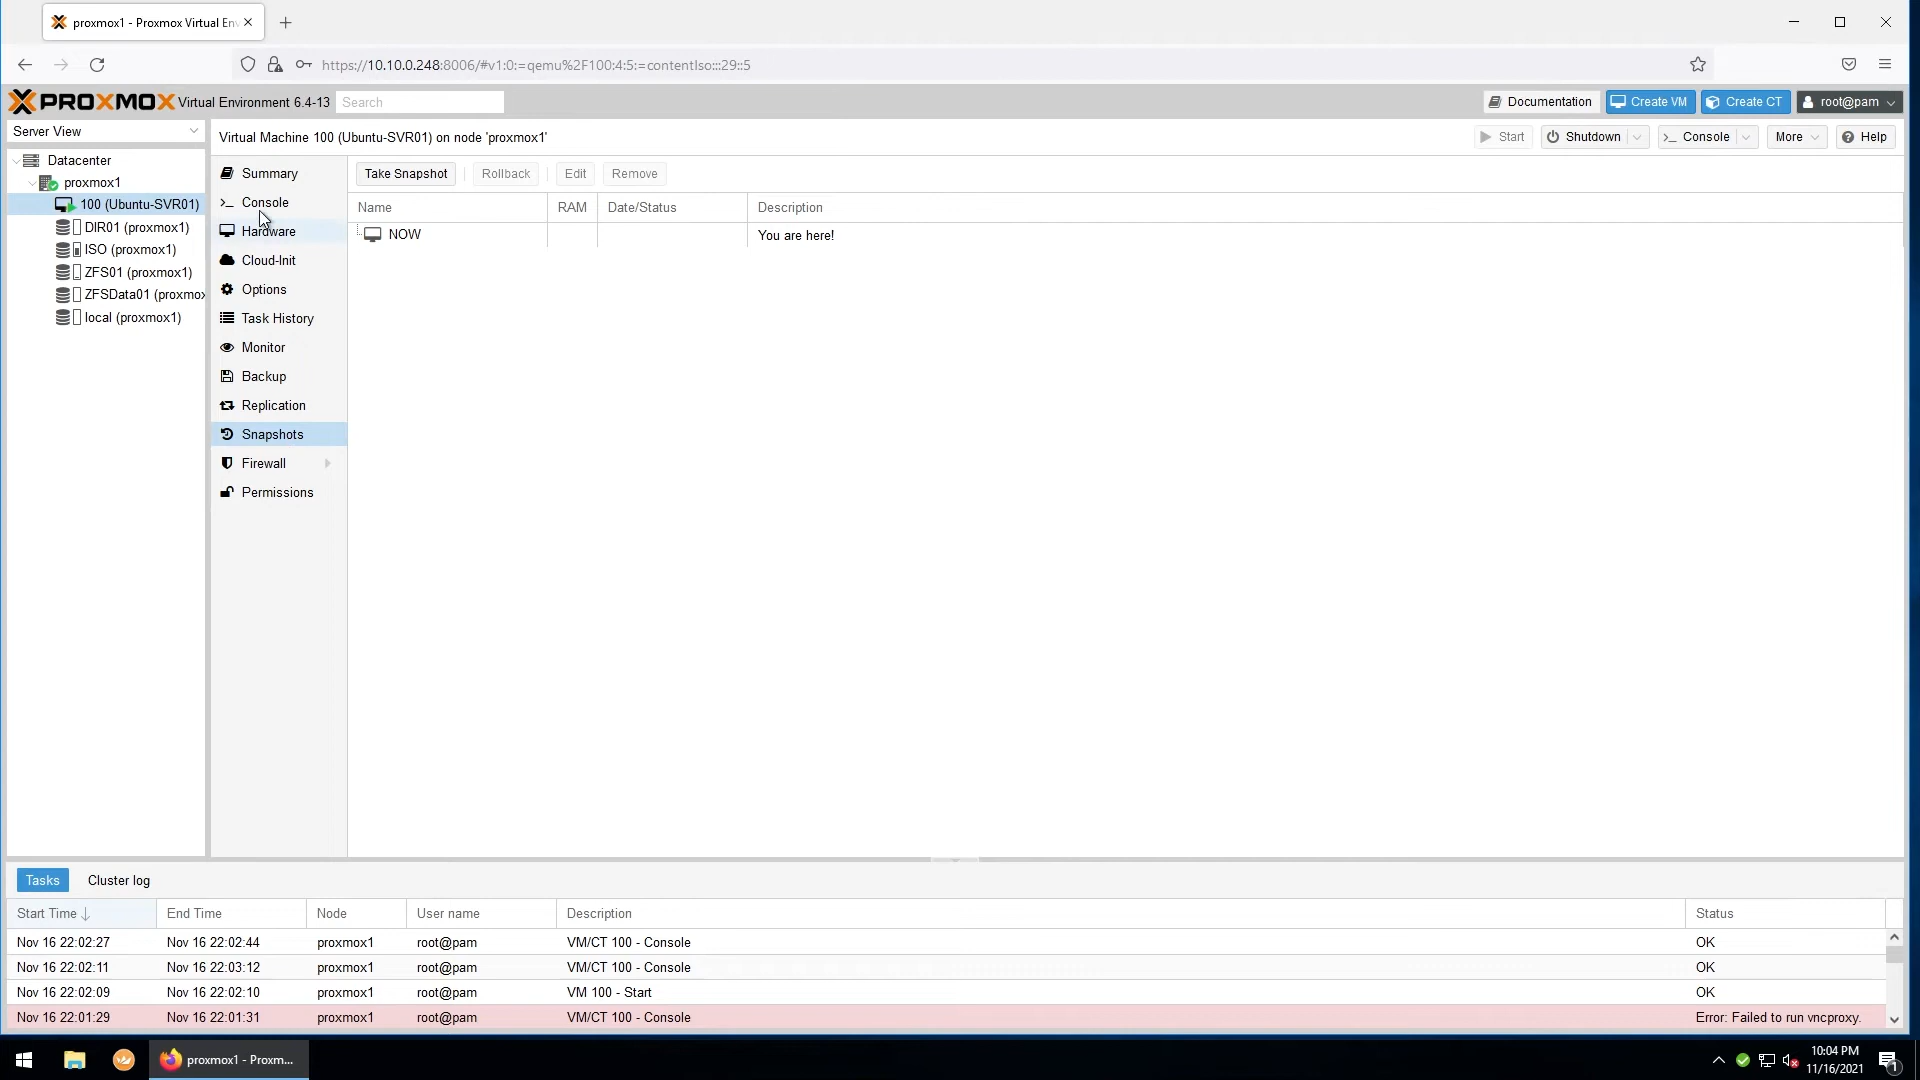 proxmox1 - Proxmox Virtual En
https://10.10.0.248:8006/#v1:0:=qemu%2F100:4:5:=contentIso:::29::5
PROXMOX Virtual Environment 6.4-13 Search
Documentation Create VM Create CT root@pam
Server View
Virtual Machine 100 (Ubuntu-SVR01) on node 'proxmox1'
Start Shutdown Console More Help
Datacenter
proxmox1
100 (Ubuntu-SVR01)
DIR01 (proxmox1)
ISO (proxmox1)
ZFS01 (proxmox1)
ZFSData01 (proxmox
local (proxmox1)
Summary
Console
Hardware
Cloud-Init
Options
Task History
Monitor
Backup
Replication
Snapshots
Firewall
Permissions
Take Snapshot Rollback Edit Remove
Name RAM Date/Status Description
NOW You are here!
Tasks Cluster log
Start Time End Time Node User name Description Status
Nov 16 22:02:27 Nov 16 22:02:44 proxmox1 root@pam VM/CT 100 - Console OK
Nov 16 22:02:11 Nov 16 22:03:12 proxmox1 root@pam VM/CT 100 - Console OK
Nov 16 22:02:09 Nov 16 22:02:10 proxmox1 root@pam VM 100 - Start OK
Nov 16 22:01:29 Nov 16 22:01:31 proxmox1 root@pam VM/CT 100 - Console Error: Failed to run vncproxy.
proxmox1 - Proxm...
10:04 PM
11/16/2021
1